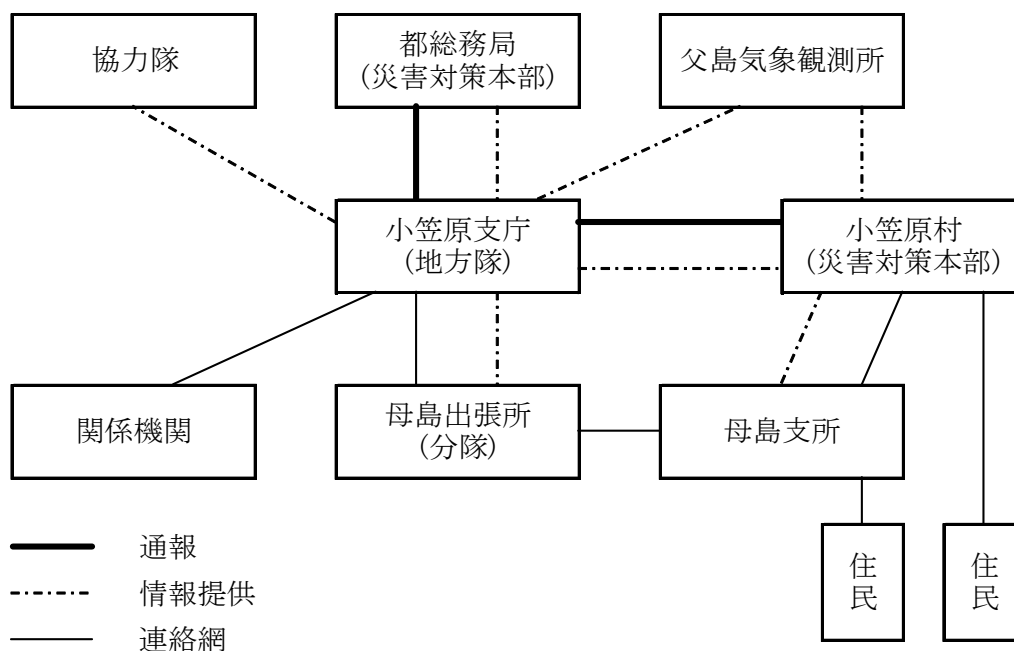 協力隊
都総務局
(災害対策本部)
父島気象観測所
小笠原支庁
(地方隊)
小笠原村
(災害対策本部)
関係機関
母島出張所
(分隊)
母島支所
通報
情報提供
連絡網
住民
住民